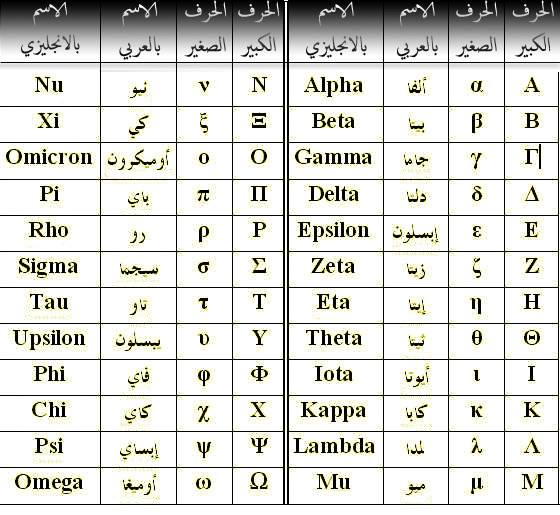 الحرف الحرف الاسم الاسم
الكبير الصغير بالعربي بالانجليزي
Α α ألفا Alpha
Β β بيتا Beta
Γ γ جاما Gamma
Δ δ دلتا Delta
Ε ε إبسلون Epsilon
Ζ ζ زيتا Zeta
Η η إيتا Eta
Θ θ ثيتا Theta
Ι ι أيوتا Iota
Κ κ كابا Kappa
Λ λ لمدا Lambda
Μ μ ميو Mu
الحرف الحرف الاسم الاسم
الكبير الصغير بالعربي بالانجليزي
Ν ν نيو Nu
Ξ ξ كي Xi
Ο ο أوميكرون Omicron
Π π باي Pi
Ρ ρ رو Rho
Σ σ سيجما Sigma
Τ τ تاو Tau
Υ υ يبسلون Upsilon
Φ φ فاي Phi
Χ χ كاي Chi
Ψ ψ إبساي Psi
Ω ω أوميغا Omega